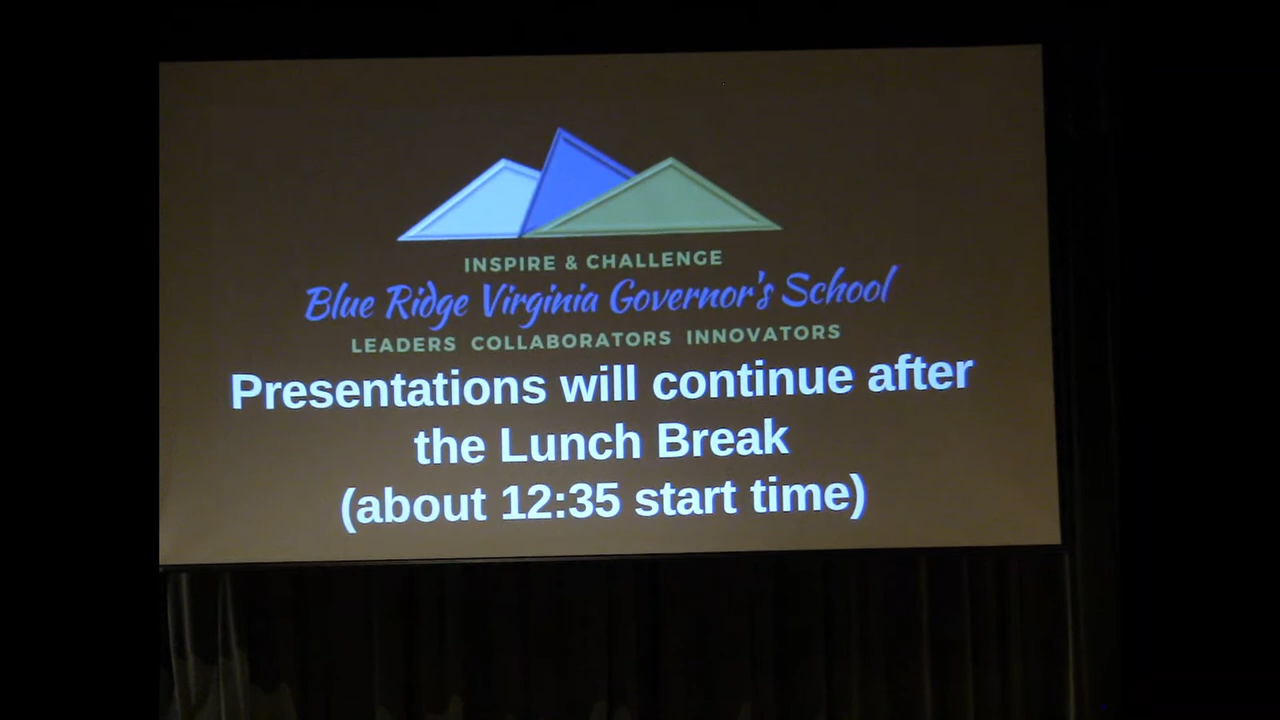 INSPIRE & CHALLENGE
Blue Ridge Virginia Governor's School
LEADERS COLLABORATORS INNOVATORS
Presentations will continue after
the Lunch Break
(about 12:35 start time)